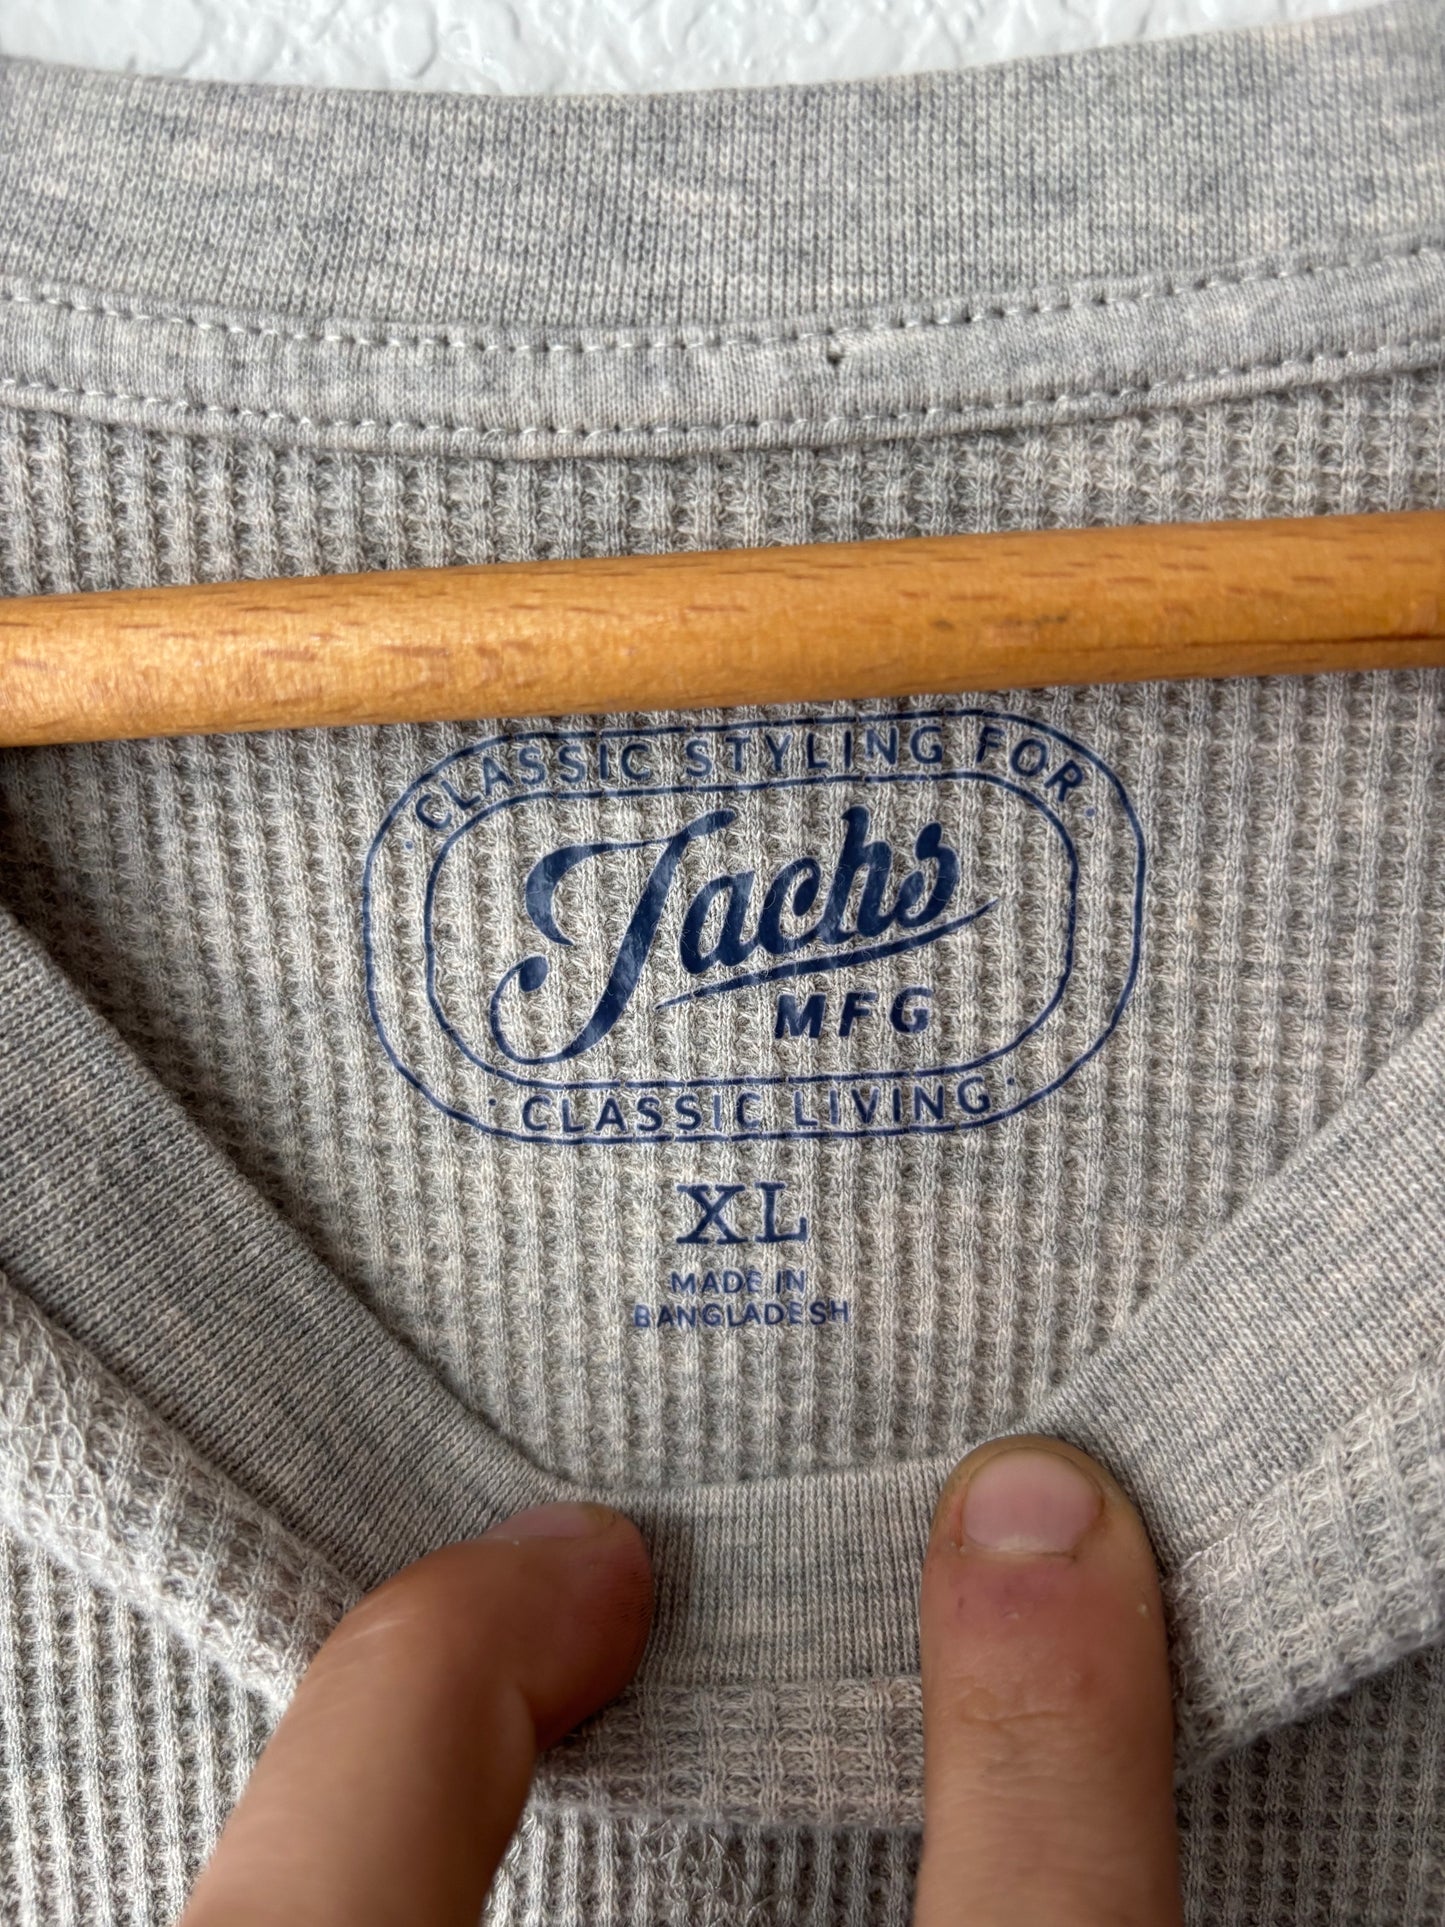 · CLASSIC STYLING FOR ·
Jachs
MFG
· CLASSIC LIVING ·
XL
MADE IN
BANGLADESH